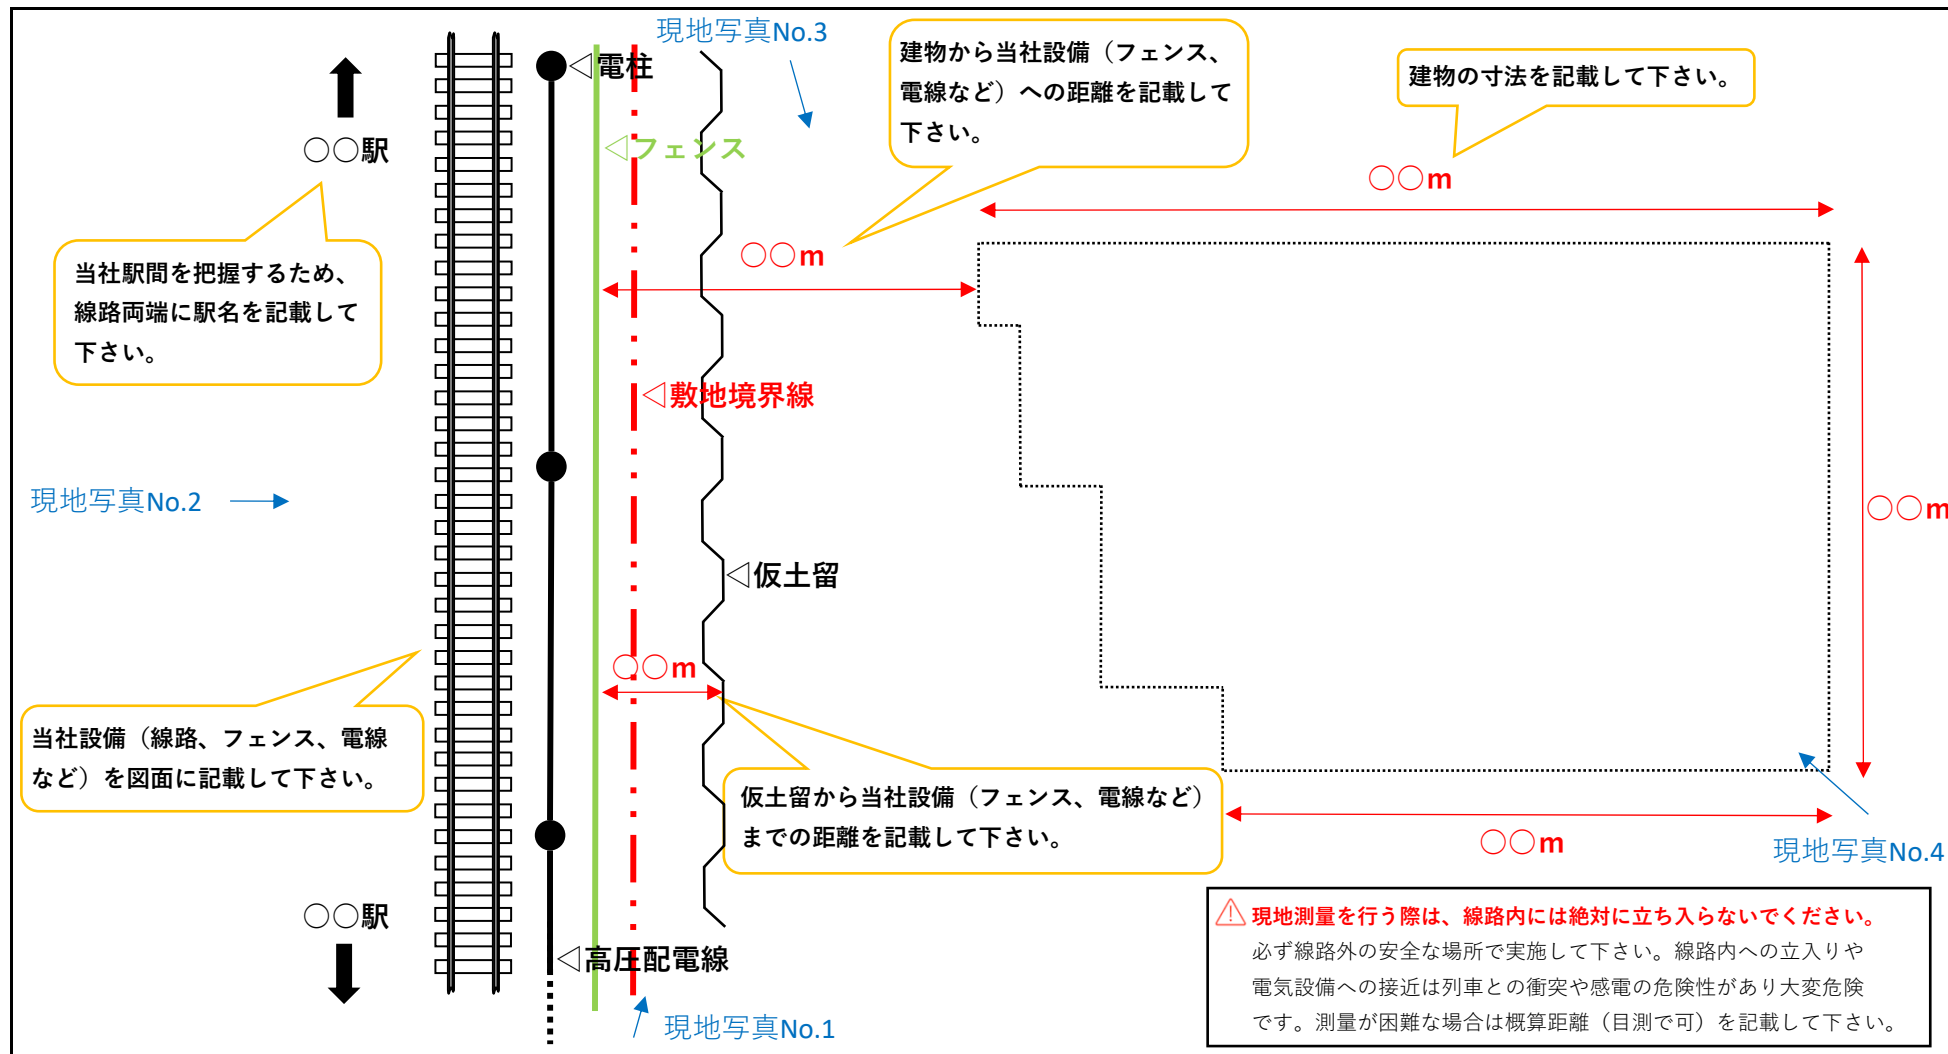 現地写真No.3
◁電柱
建物から当社設備（フェンス、
電線など）への距離を記載して
下さい。
建物の寸法を記載して下さい。
○○駅
◁フェンス
○○m
○○m
当社駅間を把握するため、
線路両端に駅名を記載して
下さい。
◁敷地境界線
現地写真No.2
○○m
◁仮土留
○○m
当社設備（線路、フェンス、電線
など）を図面に記載して下さい。
仮土留から当社設備（フェンス、電線など）
までの距離を記載して下さい。
○○m
現地写真No.4
○○駅
◁高圧配電線
現地写真No.1
⚠現地測量を行う際は、線路内には絶対に立ち入らないでください。
必ず線路外の安全な場所で実施して下さい。線路内への立入りや
電気設備への接近は列車との衝突や感電の危険性があり大変危険
です。測量が困難な場合は概算距離（目測で可）を記載して下さい。